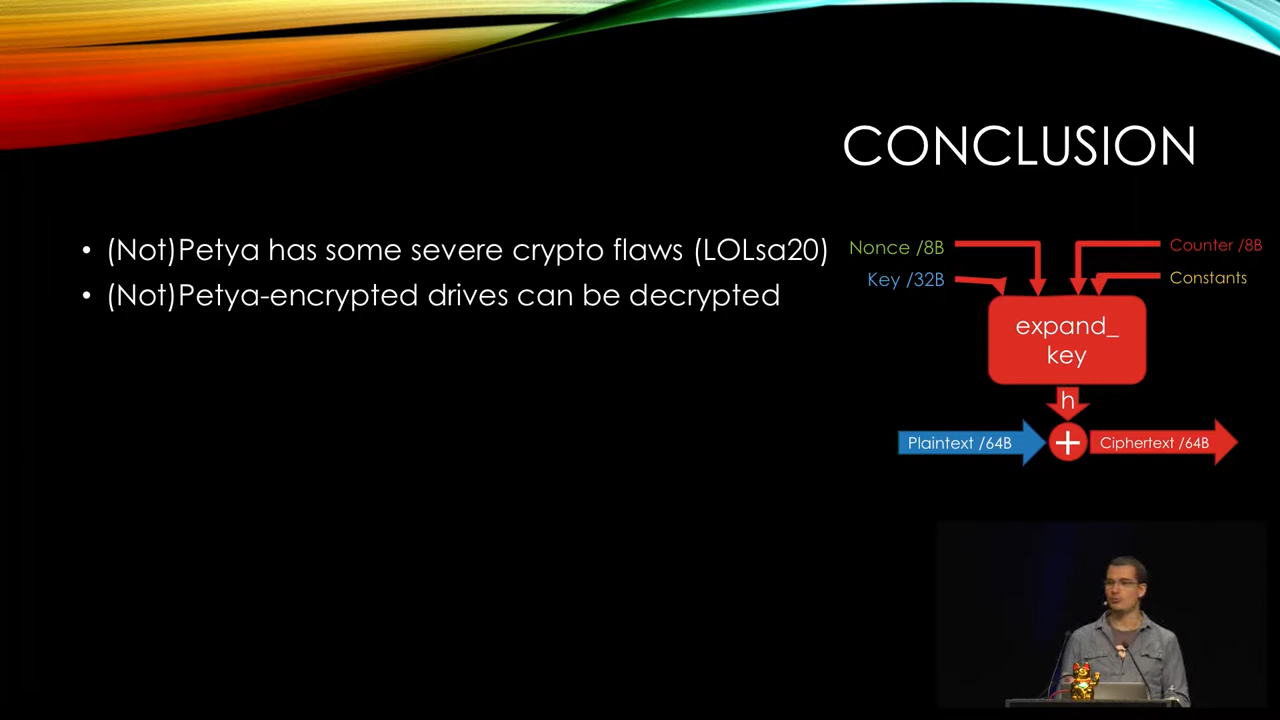 CONCLUSION
• (Not)Petya has some severe crypto flaws (LOLsa20)
• (Not)Petya-encrypted drives can be decrypted
Nonce /8B
Counter /8B
Key /32B
Constants
expand_
key
h
+
Plaintext /64B
Ciphertext /64B